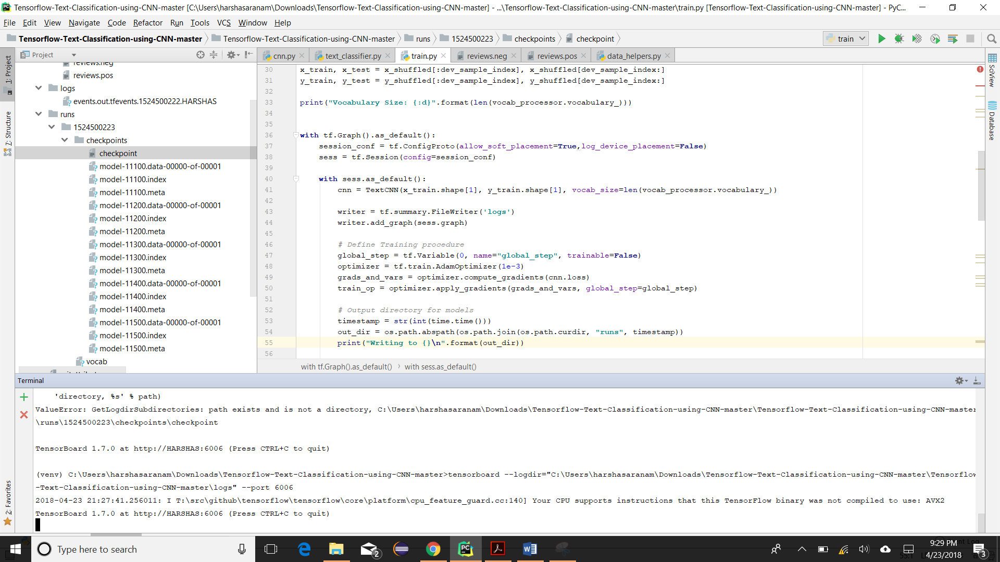 Tensorflow-Text-Classification-using-CNN-master [C:\Users\harshasaranam\Downloads\Tensorflow-Text-Classification-using-CNN-master] - ...\Tensorflow-Text-Classification-using-CNN-master\train.py [Tensorflow-Text-Classification-using-CNN-master] - PyC...
File Edit View Navigate Code Refactor Run Tools VCS Window Help
Tensorflow-Text-Classification-using-CNN-master Tensorflow-Text-Classification-using-CNN-master runs 1524500223 checkpoints checkpoint train
Project cnn.py text_classifier.py train.py reviews.neg reviews.pos data_helpers.py
1: Project
7: Structure
2: Favorites
SciView
Database
reviews.neg
reviews.pos
logs
events.out.tfevents.1524500222.HARSHAS
runs
1524500223
checkpoints
checkpoint
model-11100.data-00000-of-00001
model-11100.index
model-11100.meta
model-11200.data-00000-of-00001
model-11200.index
model-11200.meta
model-11300.data-00000-of-00001
model-11300.index
model-11300.meta
model-11400.data-00000-of-00001
model-11400.index
model-11400.meta
model-11500.data-00000-of-00001
model-11500.index
model-11500.meta
vocab
30 x_train, x_test = x_shuffled[:dev_sample_index], x_shuffled[dev_sample_index:]
31 y_train, y_test = y_shuffled[:dev_sample_index], y_shuffled[dev_sample_index:]
32
33 print("Vocabulary Size: {:d}".format(len(vocab_processor.vocabulary_)))
34
35
36 with tf.Graph().as_default():
37 session_conf = tf.ConfigProto(allow_soft_placement=True,log_device_placement=False)
38 sess = tf.Session(config=session_conf)
39
40 with sess.as_default():
41 cnn = TextCNN(x_train.shape[1], y_train.shape[1], vocab_size=len(vocab_processor.vocabulary_))
42
43 writer = tf.summary.FileWriter('logs')
44 writer.add_graph(sess.graph)
45
46 # Define Training procedure
47 global_step = tf.Variable(0, name="global_step", trainable=False)
48 optimizer = tf.train.AdamOptimizer(1e-3)
49 grads_and_vars = optimizer.compute_gradients(cnn.loss)
50 train_op = optimizer.apply_gradients(grads_and_vars, global_step=global_step)
51
52 # Output directory for models
53 timestamp = str(int(time.time()))
54 out_dir = os.path.abspath(os.path.join(os.path.curdir, "runs", timestamp))
55 print("Writing to {}\n".format(out_dir))
56
with tf.Graph().as_default() with sess.as_default()
Terminal
'directory, %s' % path)
ValueError: GetLogdirSubdirectories: path exists and is not a directory, C:\Users\harshasaranam\Downloads\Tensorflow-Text-Classification-using-CNN-master\Tensorflow-Text-Classification-using-CNN-master
\runs\1524500223\checkpoints\checkpoint
TensorBoard 1.7.0 at http://HARSHAS:6006 (Press CTRL+C to quit)
(venv) C:\Users\harshasaranam\Downloads\Tensorflow-Text-Classification-using-CNN-master>tensorboard --logdir="C:\Users\harshasaranam\Downloads\Tensorflow-Text-Classification-using-CNN-master\Tensorflow
-Text-Classification-using-CNN-master\logs" --port 6006
2018-04-23 21:27:41.256011: I T:\src\github\tensorflow\tensorflow\core\platform\cpu_feature_guard.cc:140] Your CPU supports instructions that this TensorFlow binary was not compiled to use: AVX2
TensorBoard 1.7.0 at http://HARSHAS:6006 (Press CTRL+C to quit)
Type here to search 2 9:29 PM
4/23/2018 3